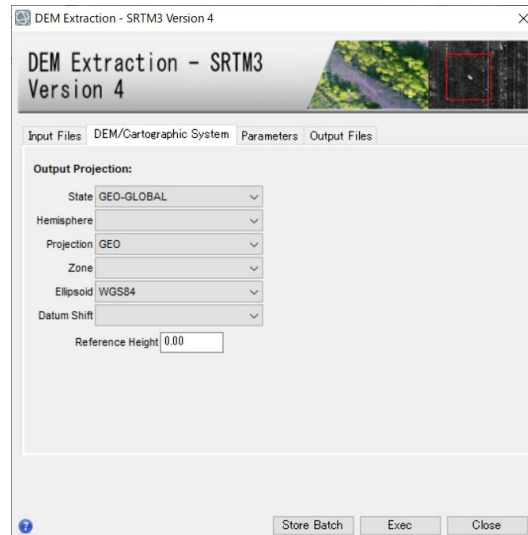 DEM Extraction - SRTM3 Version 4
DEM Extraction - SRTM3
Version 4
Input Files DEM/Cartographic System Parameters Output Files
Output Projection:
State GEO-GLOBAL
Hemisphere
Projection GEO
Zone
Ellipsoid WGS84
Datum Shift
Reference Height 0.00
Store Batch Exec Close